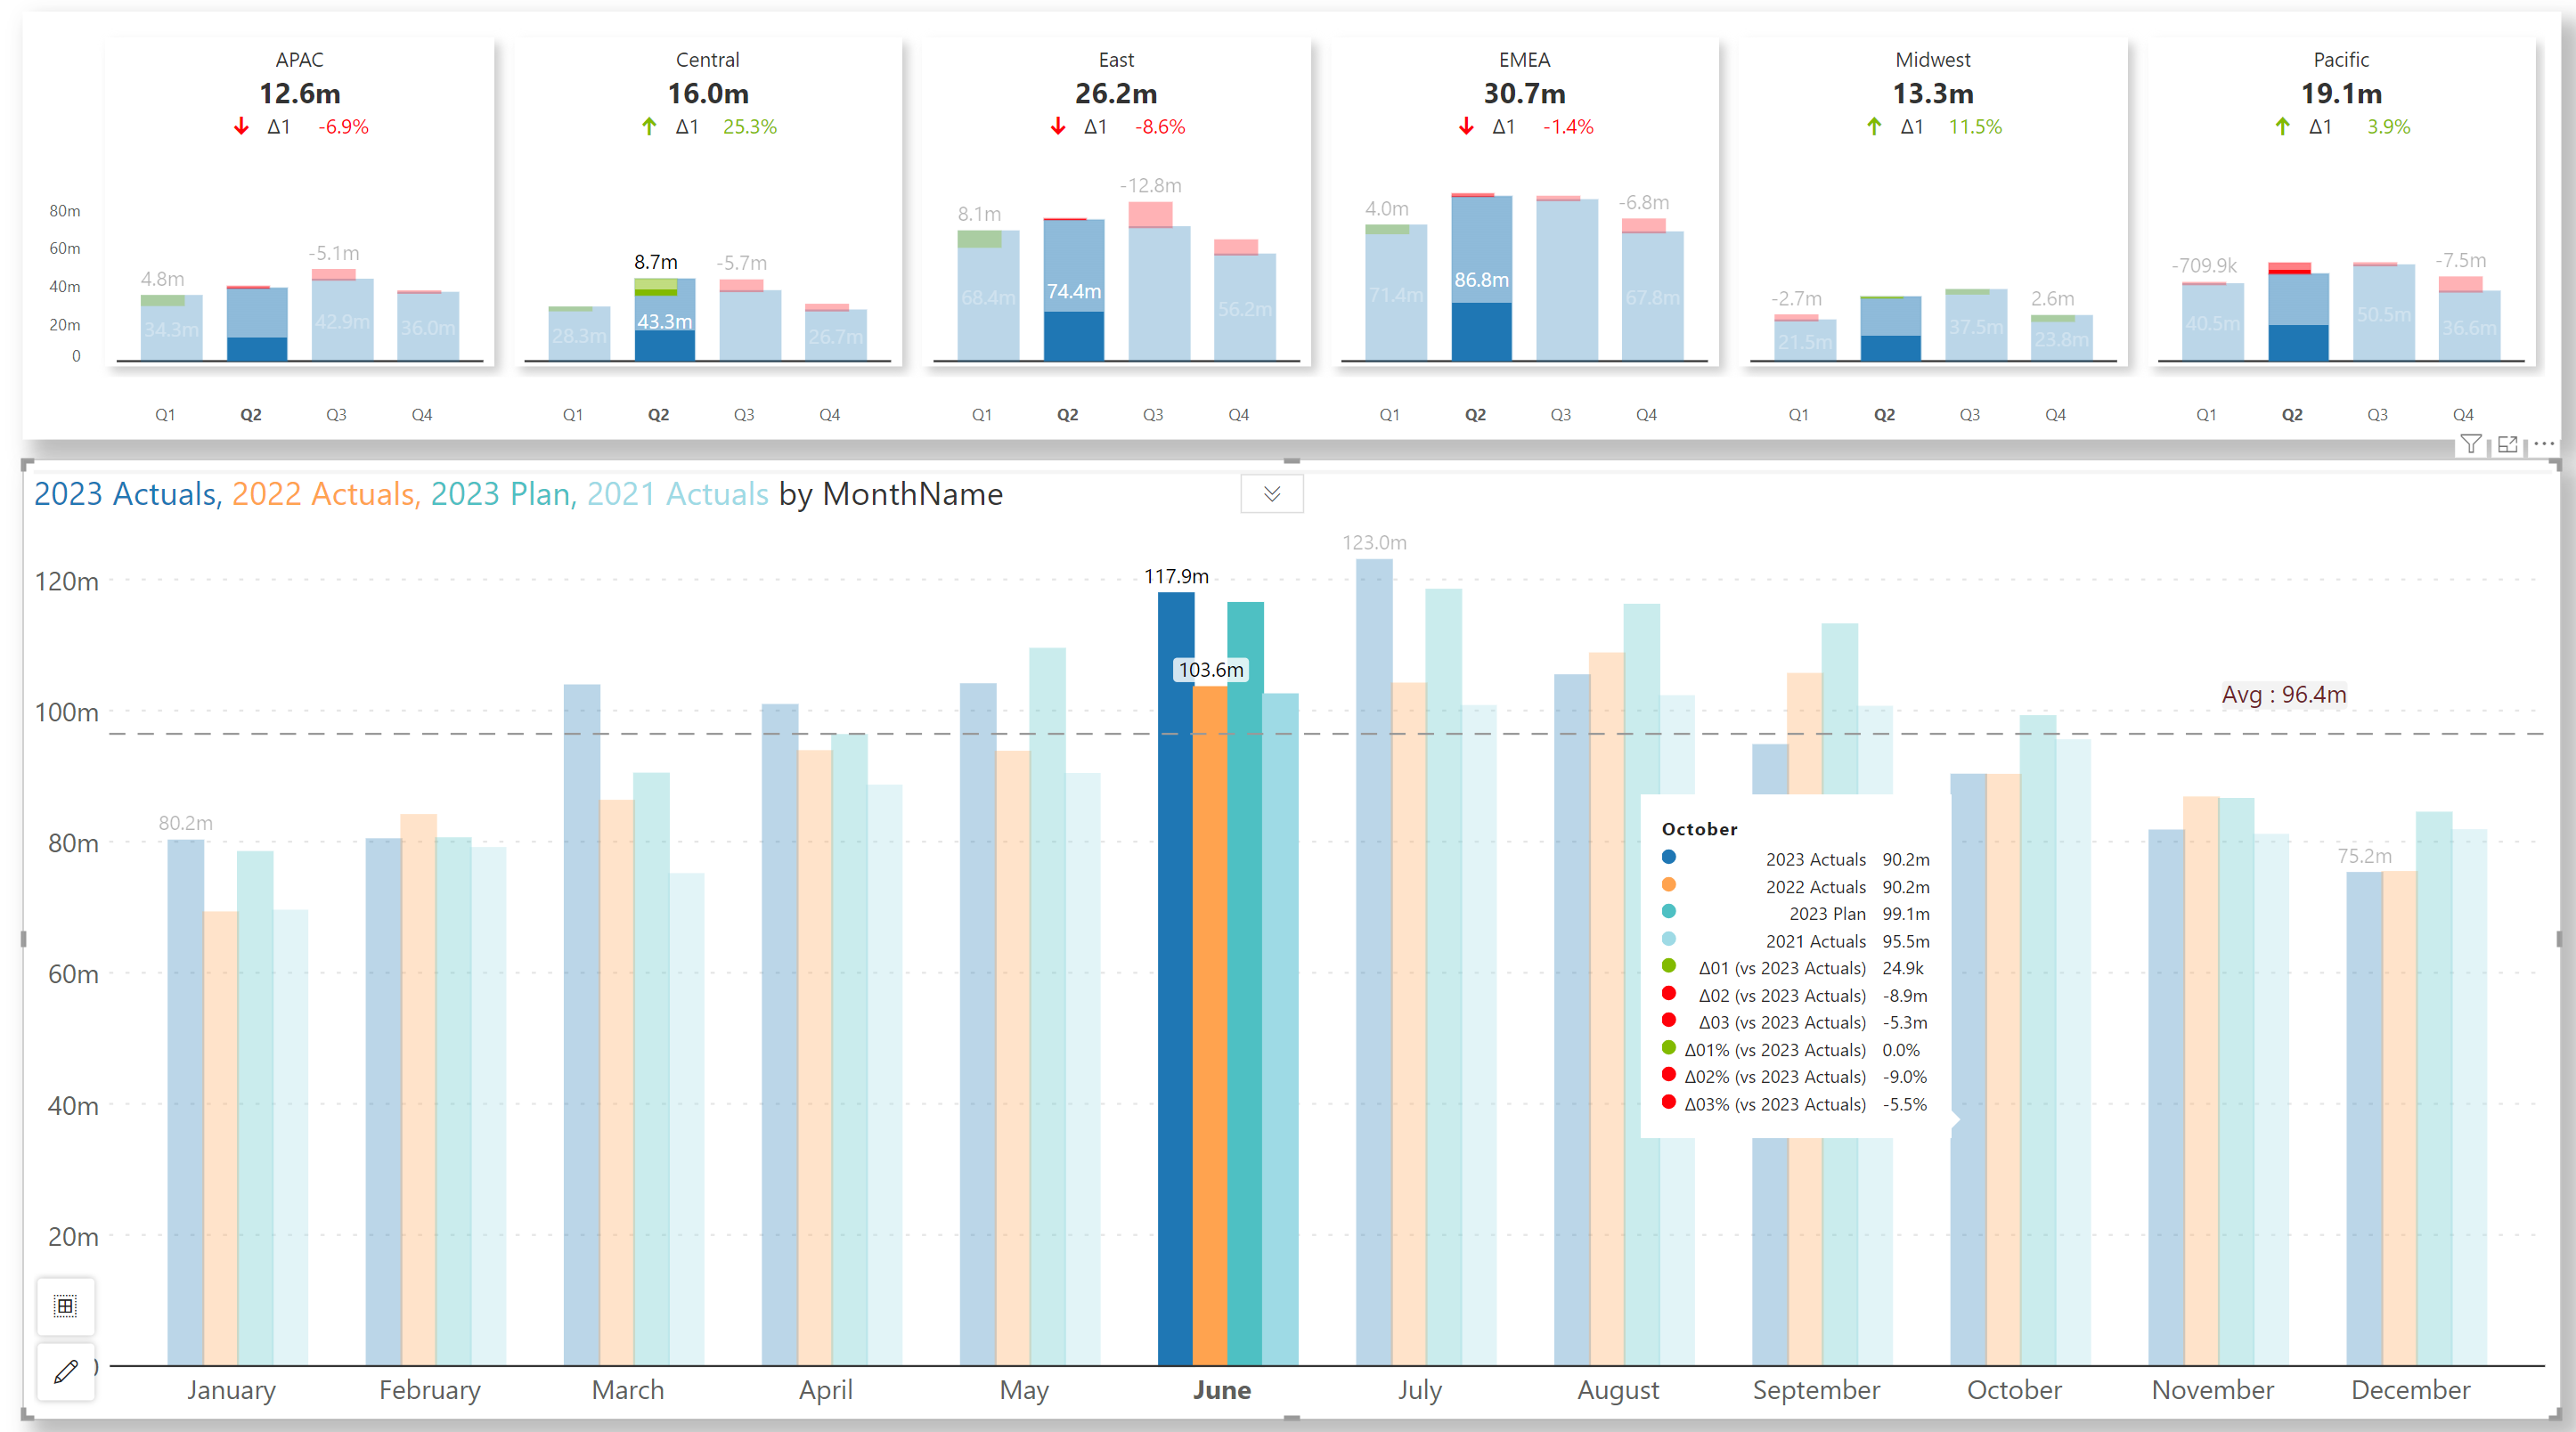 APAC
12.6m
Δ1 -6.9%
Central
16.0m
Δ1 25.3%
East
26.2m
Δ1 -8.6%
EMEA
30.7m
Δ1 -1.4%
Midwest
13.3m
Δ1 11.5%
Pacific
19.1m
Δ1 3.9%
80m
60m
40m
20m
0
4.8m
-5.1m
34.3m
42.9m
36.0m
8.7m
-5.7m
28.3m
43.3m
26.7m
8.1m
-12.8m
68.4m
74.4m
56.2m
4.0m
-6.8m
71.4m
86.8m
67.8m
-2.7m
2.6m
21.5m
37.5m
23.8m
-709.9k
-7.5m
40.5m
50.5m
36.6m
Q1 Q2 Q3 Q4
Q1 Q2 Q3 Q4
Q1 Q2 Q3 Q4
Q1 Q2 Q3 Q4
Q1 Q2 Q3 Q4
Q1 Q2 Q3 Q4
2023 Actuals, 2022 Actuals, 2023 Plan, 2021 Actuals by MonthName
120m
100m
80m
60m
40m
20m
80.2m
117.9m
103.6m
123.0m
75.2m
Avg : 96.4m
October
2023 Actuals 90.2m
2022 Actuals 90.2m
2023 Plan 99.1m
2021 Actuals 95.5m
Δ01 (vs 2023 Actuals) 24.9k
Δ02 (vs 2023 Actuals) -8.9m
Δ03 (vs 2023 Actuals) -5.3m
Δ01% (vs 2023 Actuals) 0.0%
Δ02% (vs 2023 Actuals) -9.0%
Δ03% (vs 2023 Actuals) -5.5%
January February March April May June July August September October November December